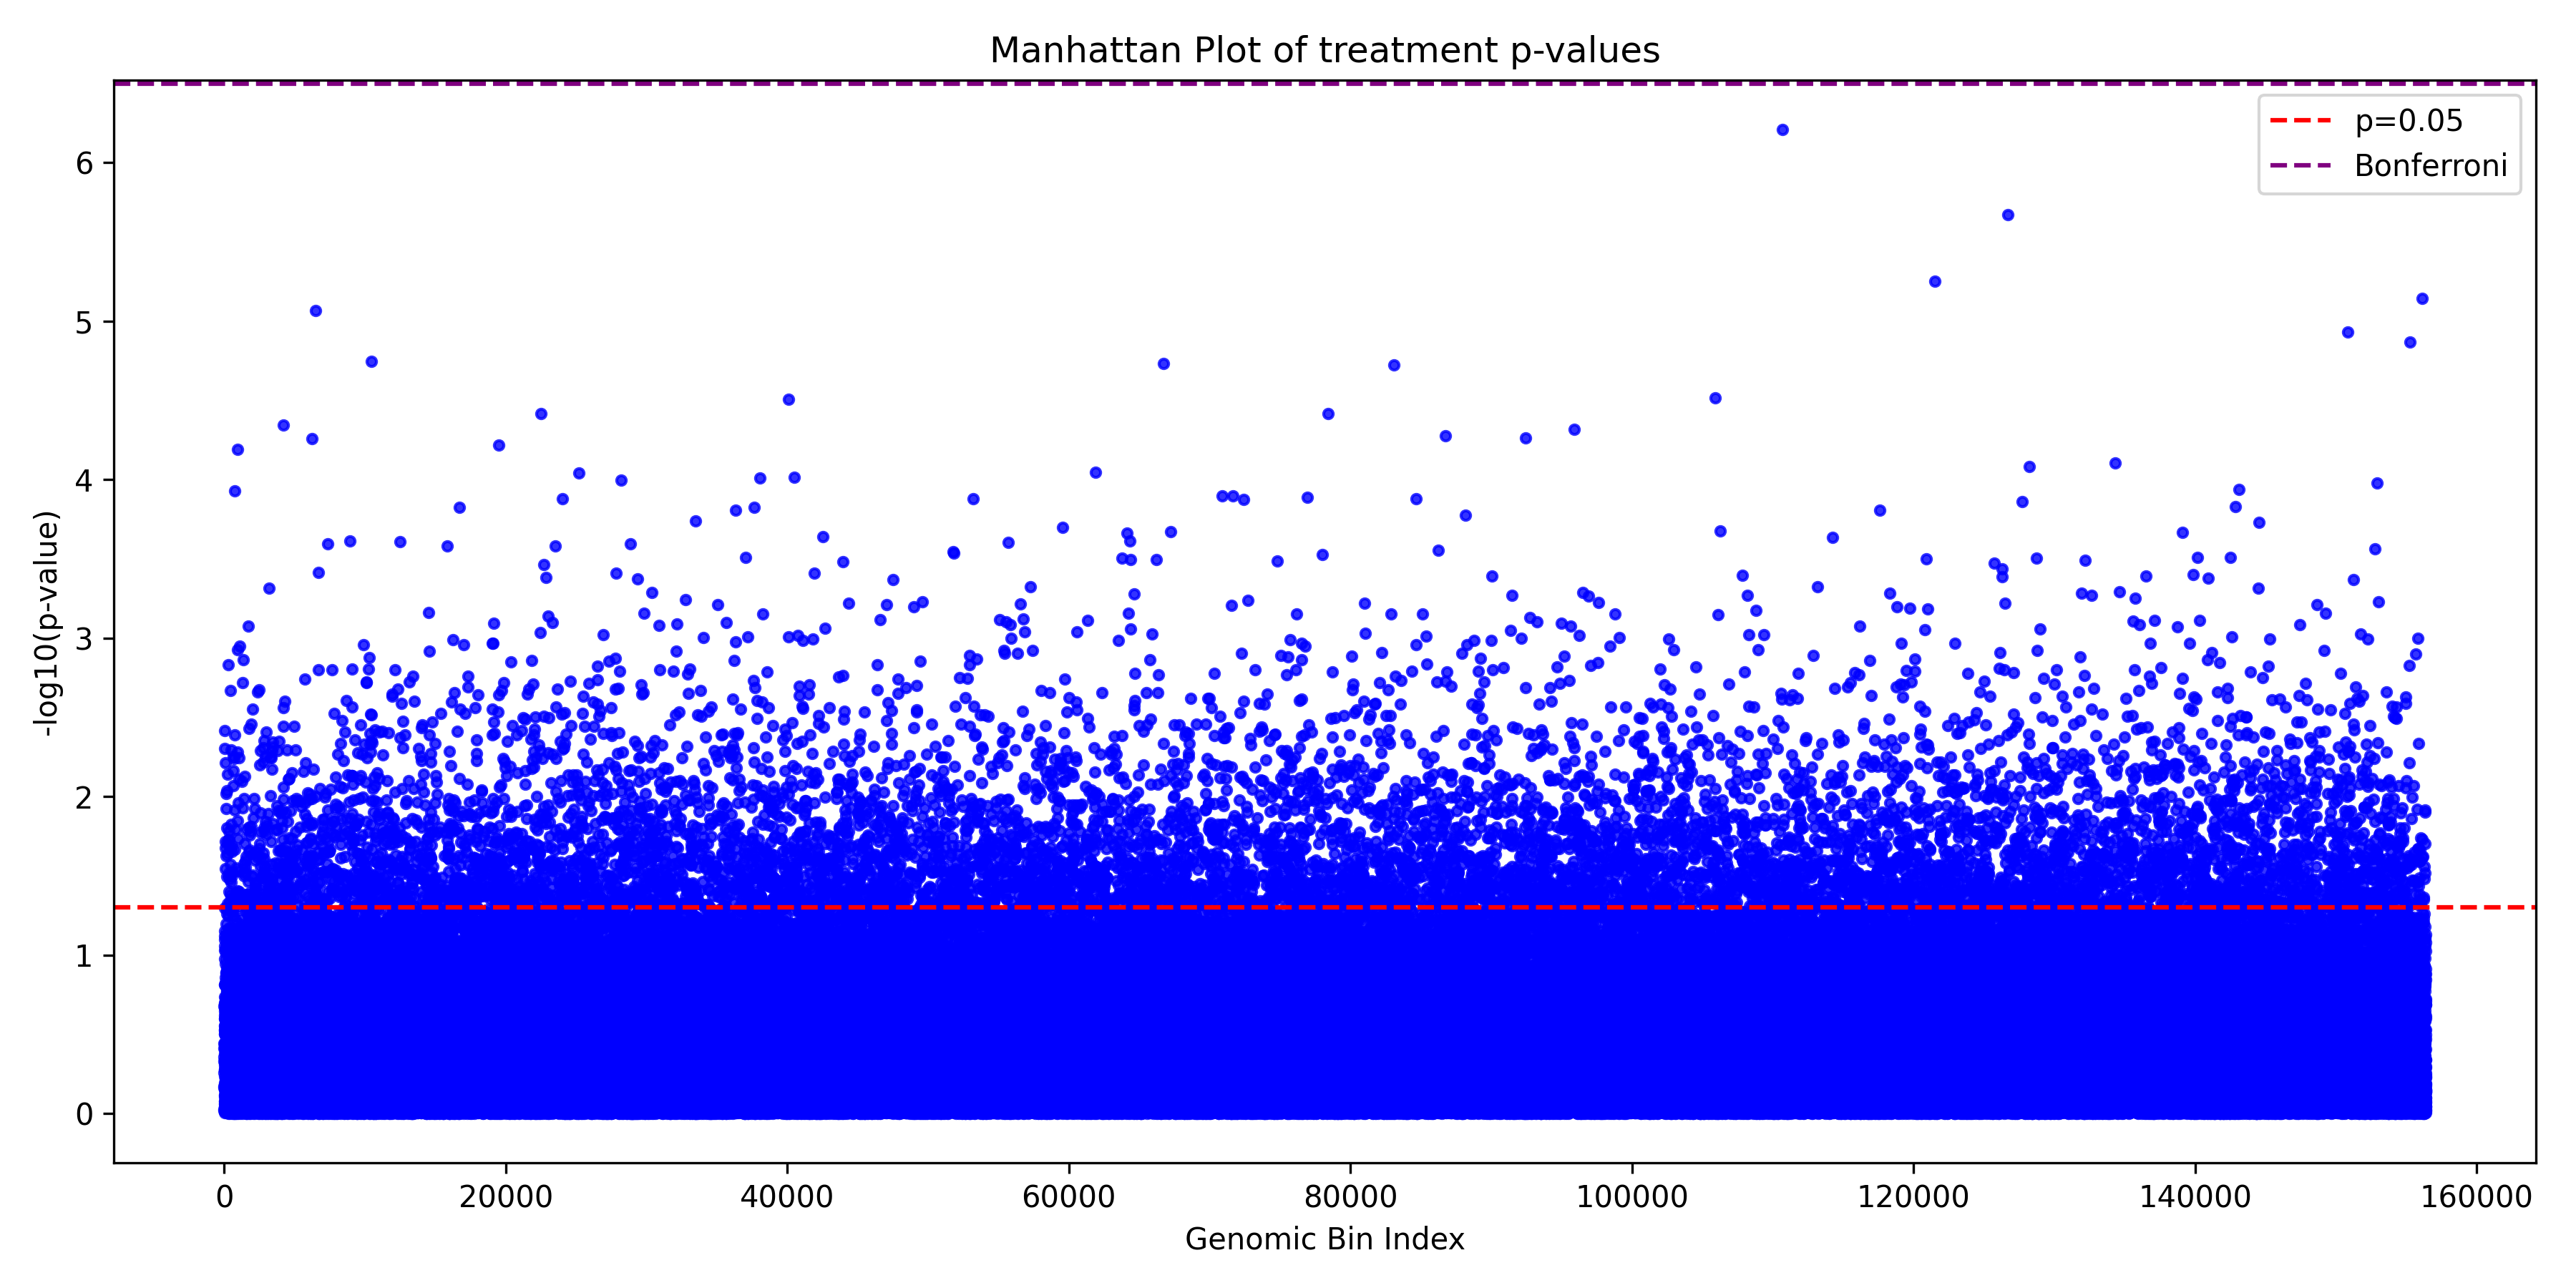 Manhattan Plot of treatment p-values
p=0.05
Bonferroni
-log10(p-value)
6
5
4
3
2
1
0
0 20000 40000 60000 80000 100000 120000 140000 160000
Genomic Bin Index